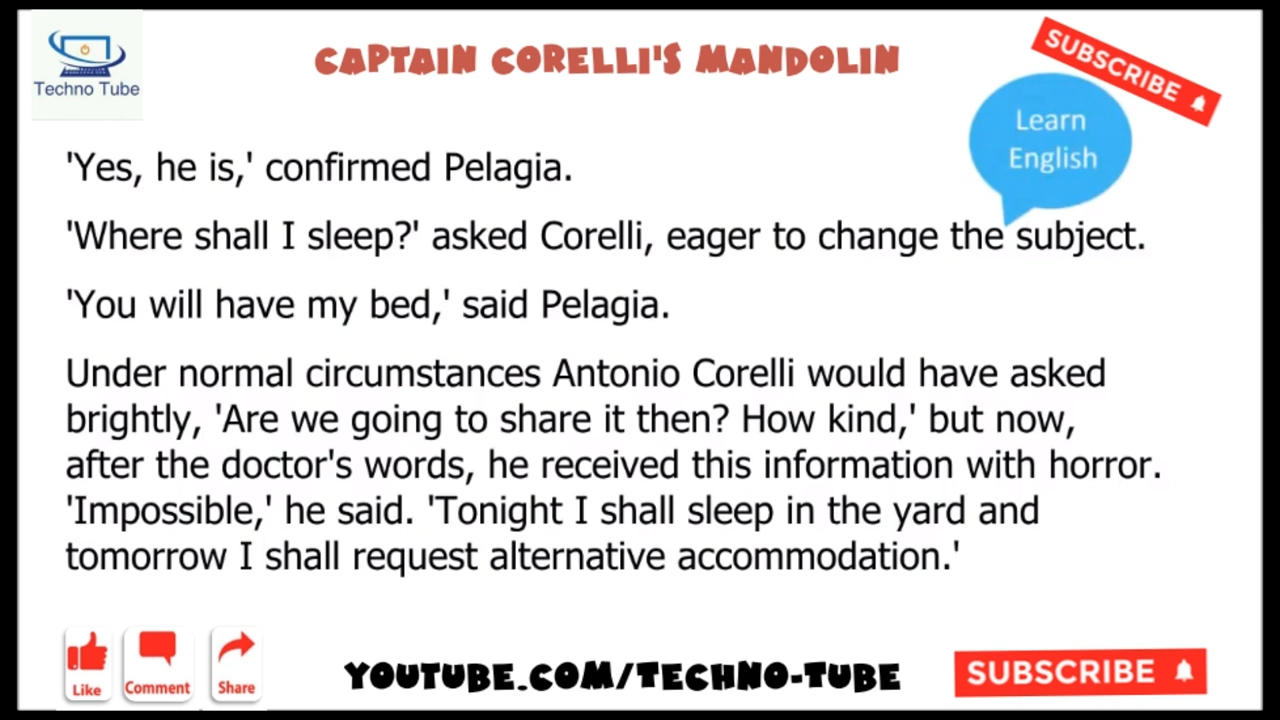 Techno Tube
CAPTAIN CORELLI'S MANDOLIN
SUBSCRIBE
Learn
English
'Yes, he is,' confirmed Pelagia.
'Where shall I sleep?' asked Corelli, eager to change the subject.
'You will have my bed,' said Pelagia.
Under normal circumstances Antonio Corelli would have asked
brightly, 'Are we going to share it then? How kind,' but now,
after the doctor's words, he received this information with horror.
'Impossible,' he said. 'Tonight I shall sleep in the yard and
tomorrow I shall request alternative accommodation.'
Like
Comment
Share
YOUTUBE.COM/TECHNO-TUBE
SUBSCRIBE